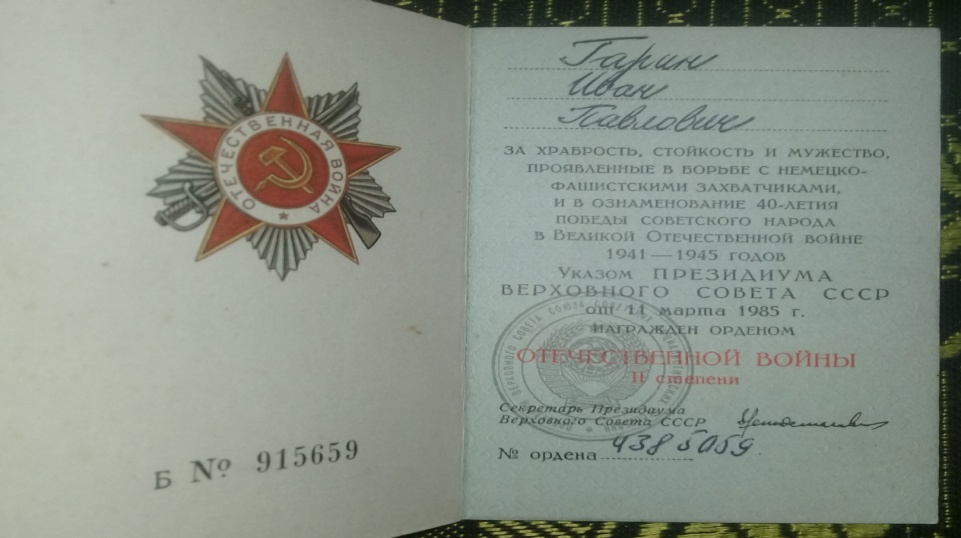 ОТЕЧЕСТВЕННАЯ ВОЙНА
Б № 915659
Гарин
Иван
Павлович
ЗА ХРАБРОСТЬ, СТОЙКОСТЬ И МУЖЕСТВО,
ПРОЯВЛЕННЫЕ В БОРЬБЕ С НЕМЕЦКО-
ФАШИСТСКИМИ ЗАХВАТЧИКАМИ,
И В ОЗНАМЕНОВАНИЕ 40-ЛЕТИЯ
ПОБЕДЫ СОВЕТСКОГО НАРОДА
В ВЕЛИКОЙ ОТЕЧЕСТВЕННОЙ ВОЙНЕ
1941—1945 ГОДОВ
УКАЗОМ ПРЕЗИДИУМА
ВЕРХОВНОГО СОВЕТА СССР
от 11 марта 1985 г.
НАГРАЖДЕН ОРДЕНОМ
ОТЕЧЕСТВЕННОЙ ВОЙНЫ
II степени
Секретарь Президиума
Верховного Совета СССР
№ ордена 4385059